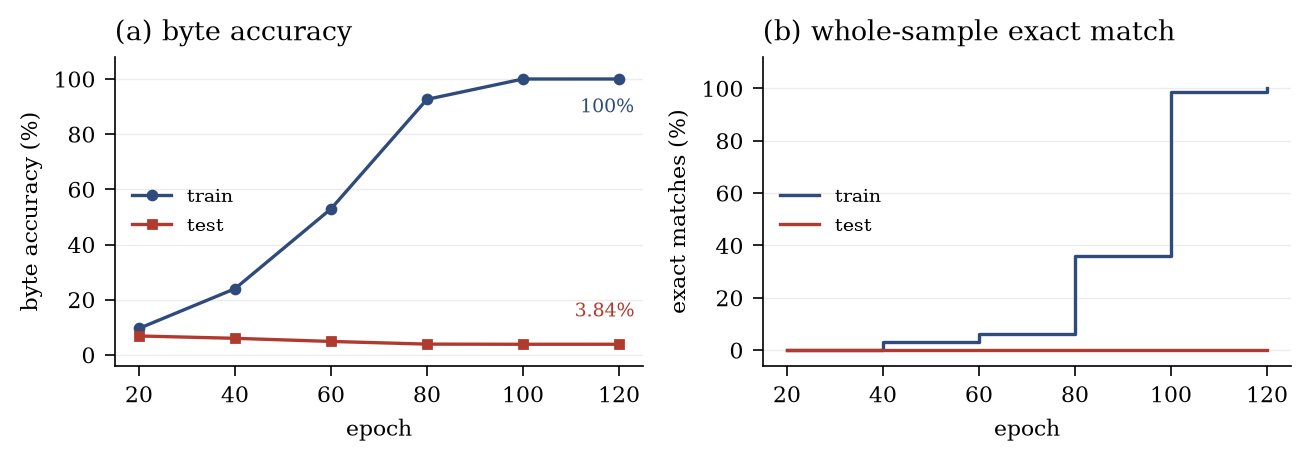 (a) byte accuracy
byte accuracy (%)
100
80
60
40
20
0
train
test
100%
3.84%
20 40 60 80 100 120
epoch
(b) whole-sample exact match
exact matches (%)
100
80
60
40
20
0
train
test
20 40 60 80 100 120
epoch